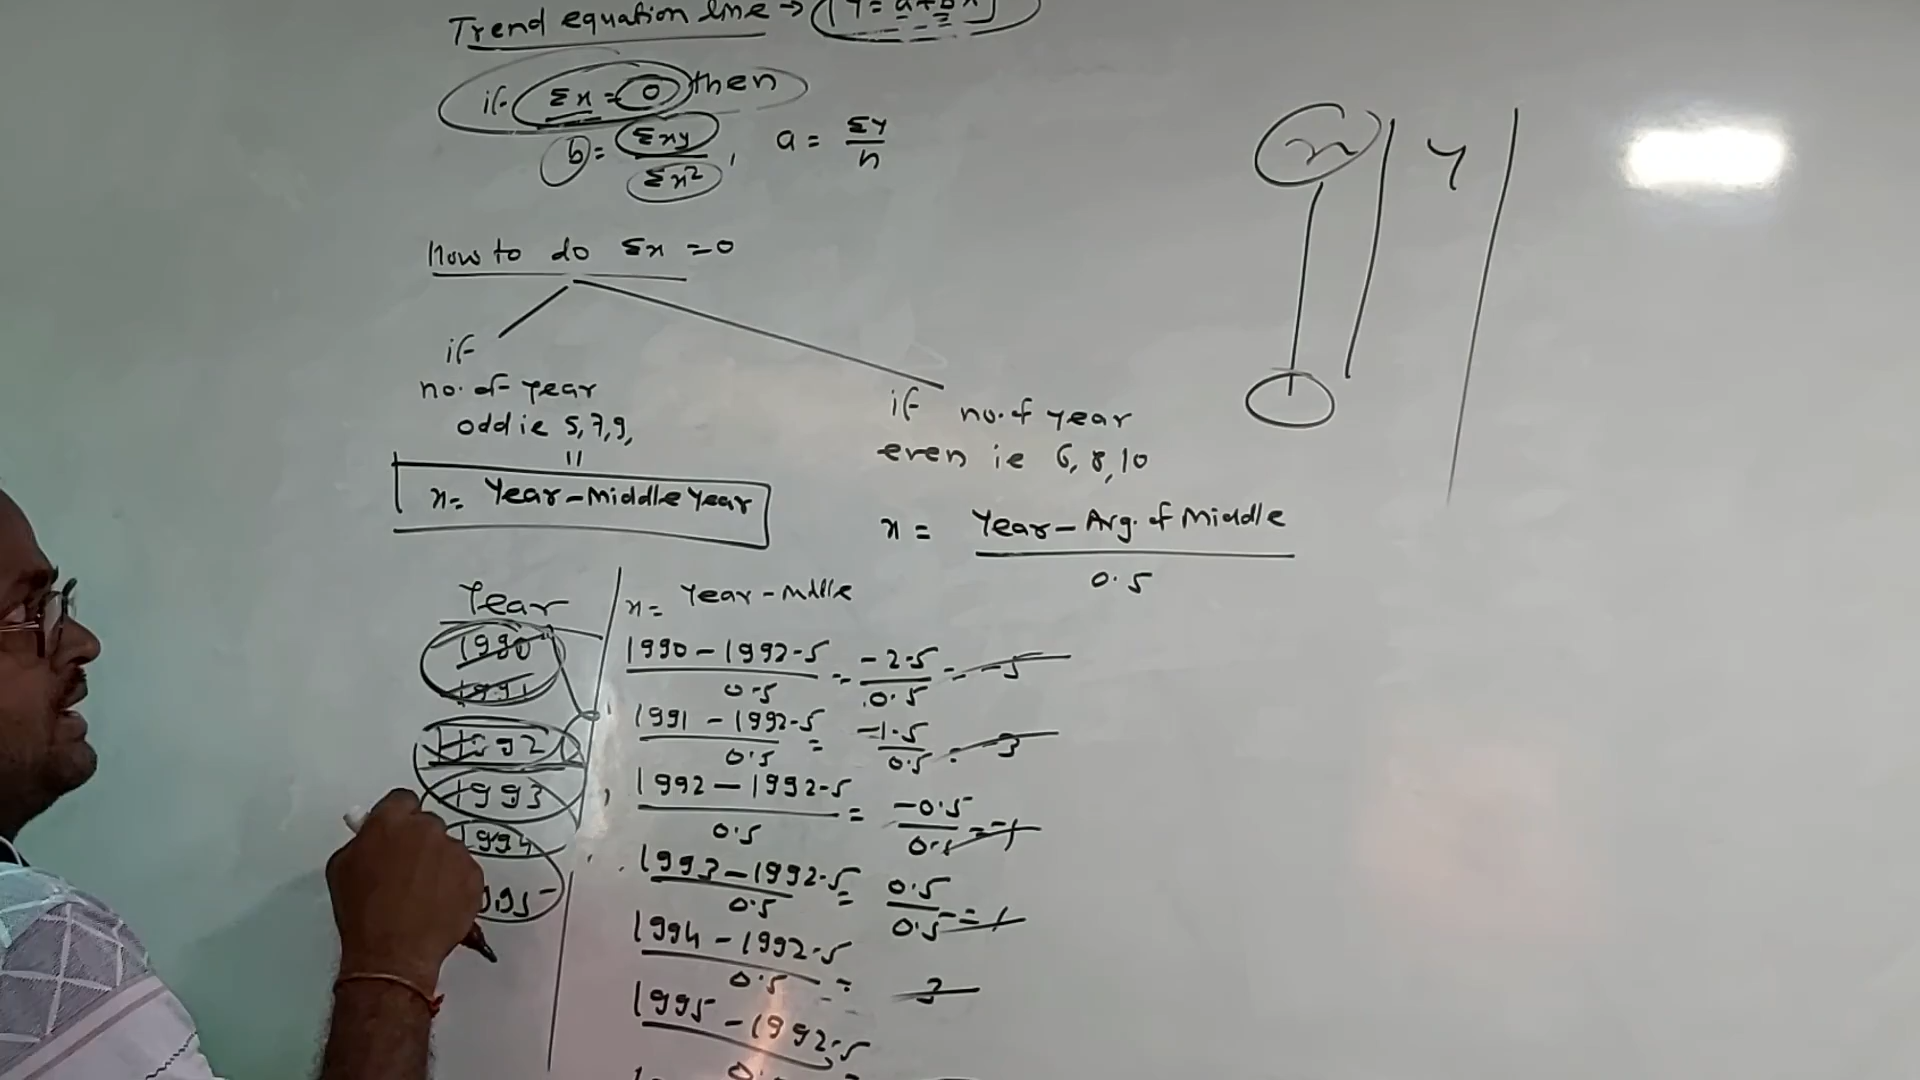 Trend equation line → Y = a + bx
if Σx = 0 then
b = Σxy / Σx² , a = ΣY / n
x | Y
How to do Σx = 0
if
no. of year
odd ie 5, 7, 9,
11
x = Year - Middle Year
if no. of year
even ie 6, 8, 10
x = Year - Avg. of Middle / 0.5
Year
1990
1991
1992
1993
1994
1995
x = Year - Mdlle
1990 - 1992.5 / 0.5 = -2.5 / 0.5 = -5
1991 - 1992.5 / 0.5 = -1.5 / 0.5 = -3
1992 - 1992.5 / 0.5 = -0.5 / 0.5 = -1
1993 - 1992.5 / 0.5 = 0.5 / 0.5 = 1
1994 - 1992.5 / 0.5 = 3
1995 - 1992.5